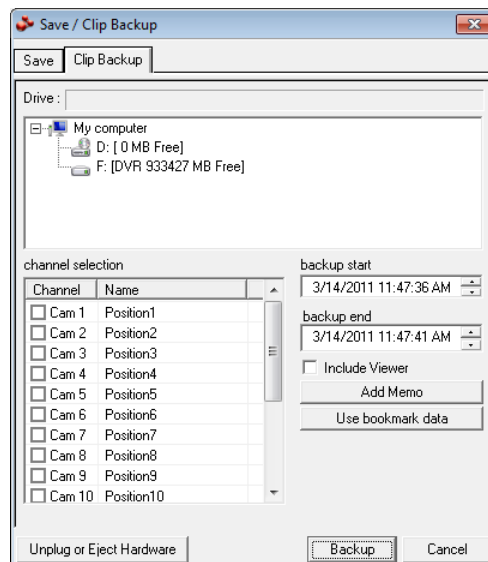 Save / Clip Backup
Save Clip Backup
Drive :
My computer
D: [ 0 MB Free]
F: [DVR 933427 MB Free]
channel selection
Channel Name
Cam 1 Position1
Cam 2 Position2
Cam 3 Position3
Cam 4 Position4
Cam 5 Position5
Cam 6 Position6
Cam 7 Position7
Cam 8 Position8
Cam 9 Position9
Cam 10 Position10
backup start
3/14/2011 11:47:36 AM
backup end
3/14/2011 11:47:41 AM
Include Viewer
Add Memo
Use bookmark data
Unplug or Eject Hardware
Backup
Cancel